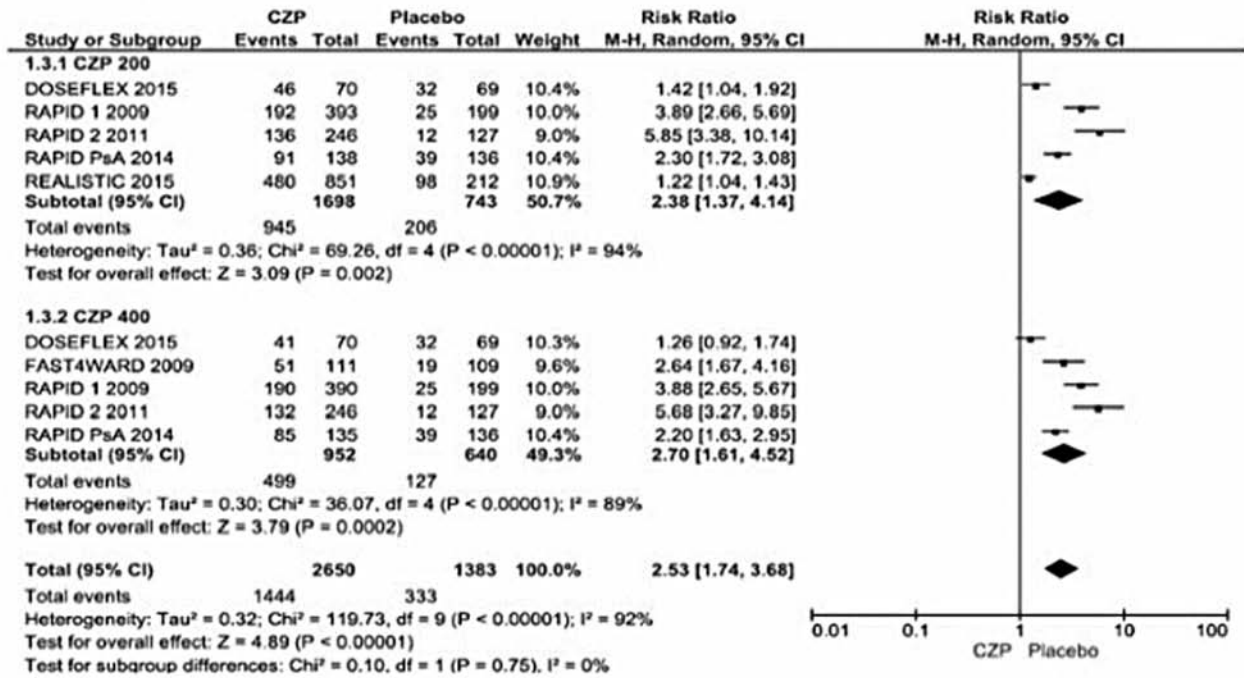 CZP Placebo Risk Ratio Risk Ratio
Study or Subgroup Events Total Events Total Weight M-H, Random, 95% CI M-H, Random, 95% CI
1.3.1 CZP 200
DOSEFLEX 2015 46 70 32 69 10.4% 1.42 [1.04, 1.92]
RAPID 1 2009 192 393 25 199 10.0% 3.89 [2.66, 5.69]
RAPID 2 2011 136 246 12 127 9.0% 5.85 [3.38, 10.14]
RAPID PsA 2014 91 138 39 136 10.4% 2.30 [1.72, 3.08]
REALISTIC 2015 480 851 98 212 10.9% 1.22 [1.04, 1.43]
Subtotal (95% CI) 1698 743 50.7% 2.38 [1.37, 4.14]
Total events 945 206
Heterogeneity: Tau² = 0.36; Chi² = 69.26, df = 4 (P < 0.00001); I² = 94%
Test for overall effect: Z = 3.09 (P = 0.002)
1.3.2 CZP 400
DOSEFLEX 2015 41 70 32 69 10.3% 1.26 [0.92, 1.74]
FAST4WARD 2009 51 111 19 109 9.6% 2.64 [1.67, 4.16]
RAPID 1 2009 190 390 25 199 10.0% 3.88 [2.65, 5.67]
RAPID 2 2011 132 246 12 127 9.0% 5.68 [3.27, 9.85]
RAPID PsA 2014 85 135 39 136 10.4% 2.20 [1.63, 2.95]
Subtotal (95% CI) 952 640 49.3% 2.70 [1.61, 4.52]
Total events 499 127
Heterogeneity: Tau² = 0.30; Chi² = 36.07, df = 4 (P < 0.00001); I² = 89%
Test for overall effect: Z = 3.79 (P = 0.0002)
Total (95% CI) 2650 1383 100.0% 2.53 [1.74, 3.68]
Total events 1444 333
Heterogeneity: Tau² = 0.32; Chi² = 119.73, df = 9 (P < 0.00001); I² = 92%
Test for overall effect: Z = 4.89 (P < 0.00001)
Test for subgroup differences: Chi² = 0.10, df = 1 (P = 0.75), I² = 0%
0.01 0.1 1 10 100
CZP Placebo